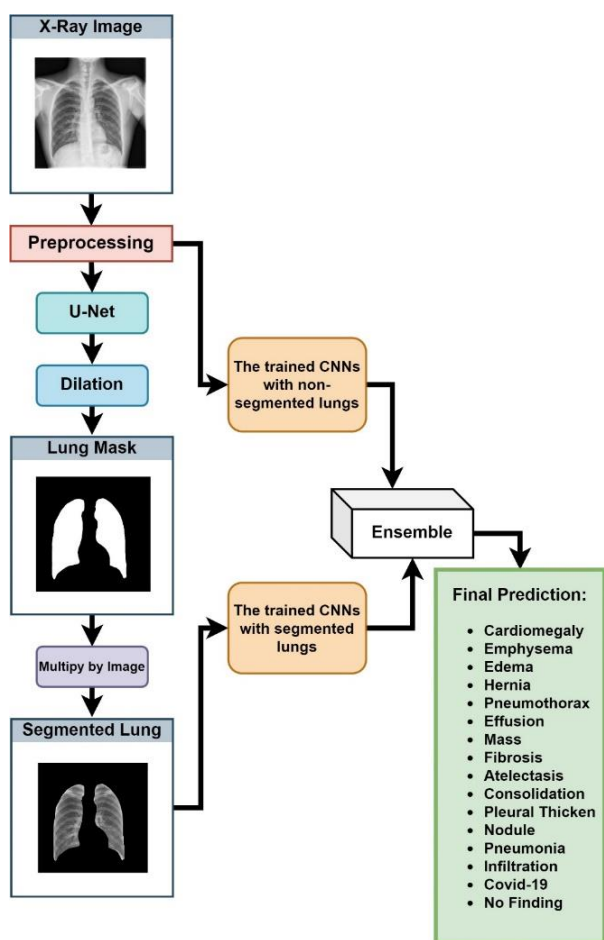 X-Ray Image
Preprocessing
U-Net
Dilation
Lung Mask
Multipy by Image
Segmented Lung
The trained CNNs
with non-
segmented lungs
The trained CNNs
with segmented
lungs
Ensemble
Final Prediction:
• Cardiomegaly
• Emphysema
• Edema
• Hernia
• Pneumothorax
• Effusion
• Mass
• Fibrosis
• Atelectasis
• Consolidation
• Pleural Thicken
• Nodule
• Pneumonia
• Infiltration
• Covid-19
• No Finding